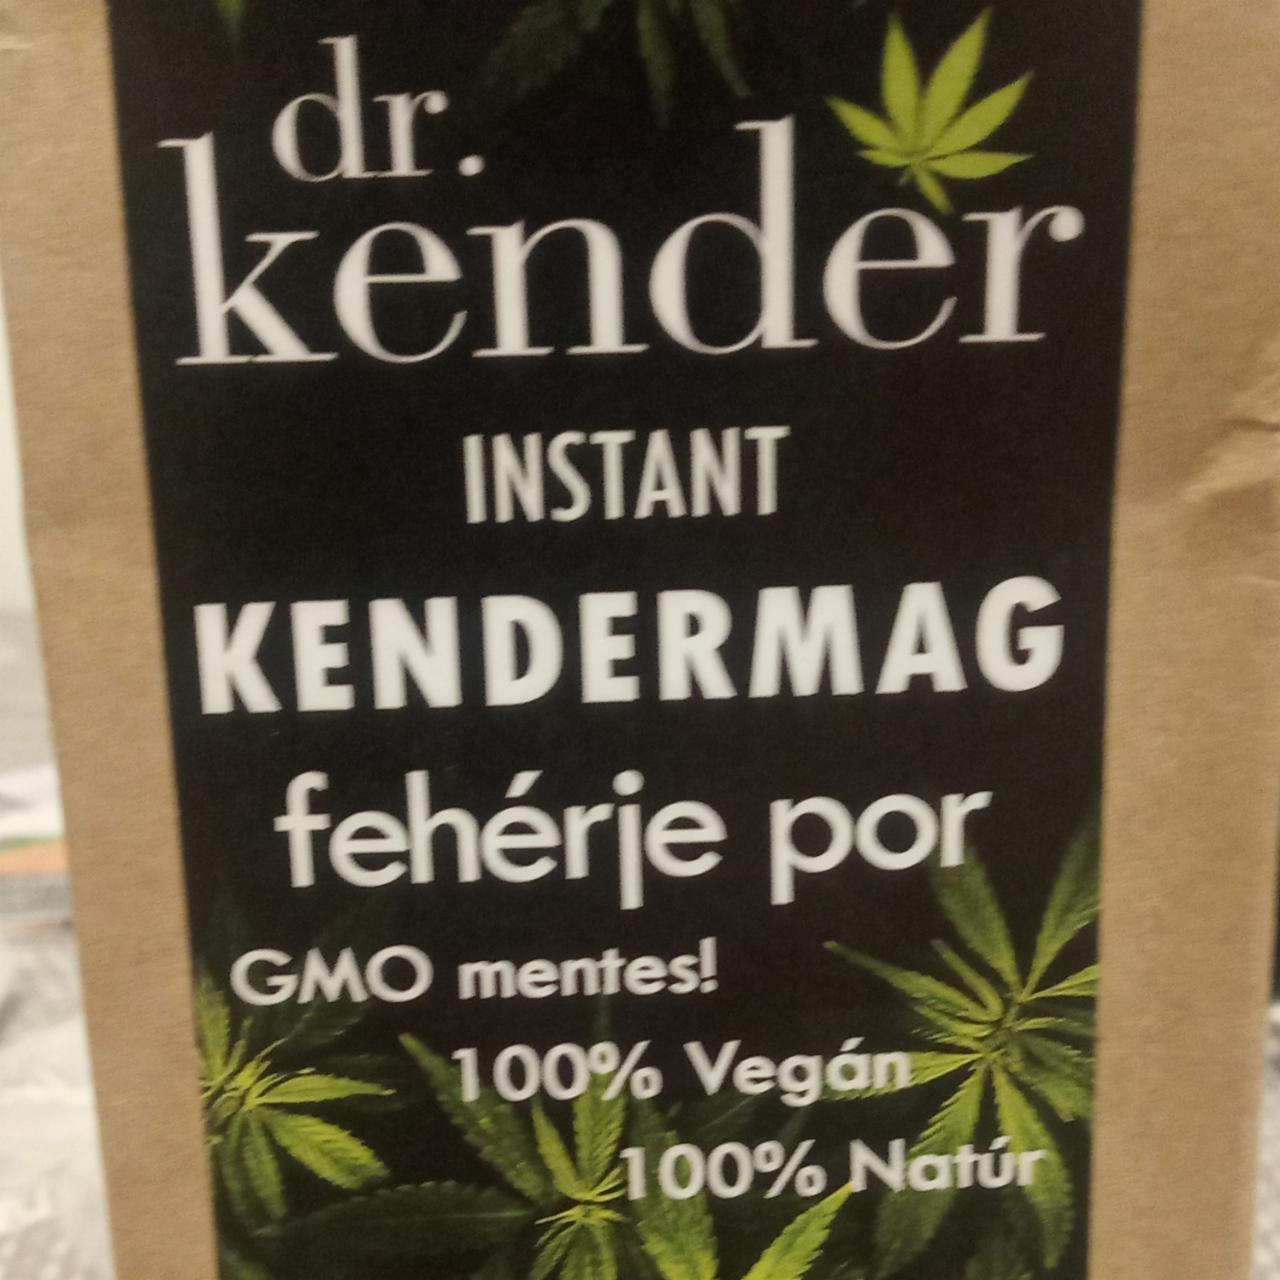 dr.
kender
INSTANT
KENDERMAG
fehérje por
GMO mentes!
100% Vegán
100% Natúr